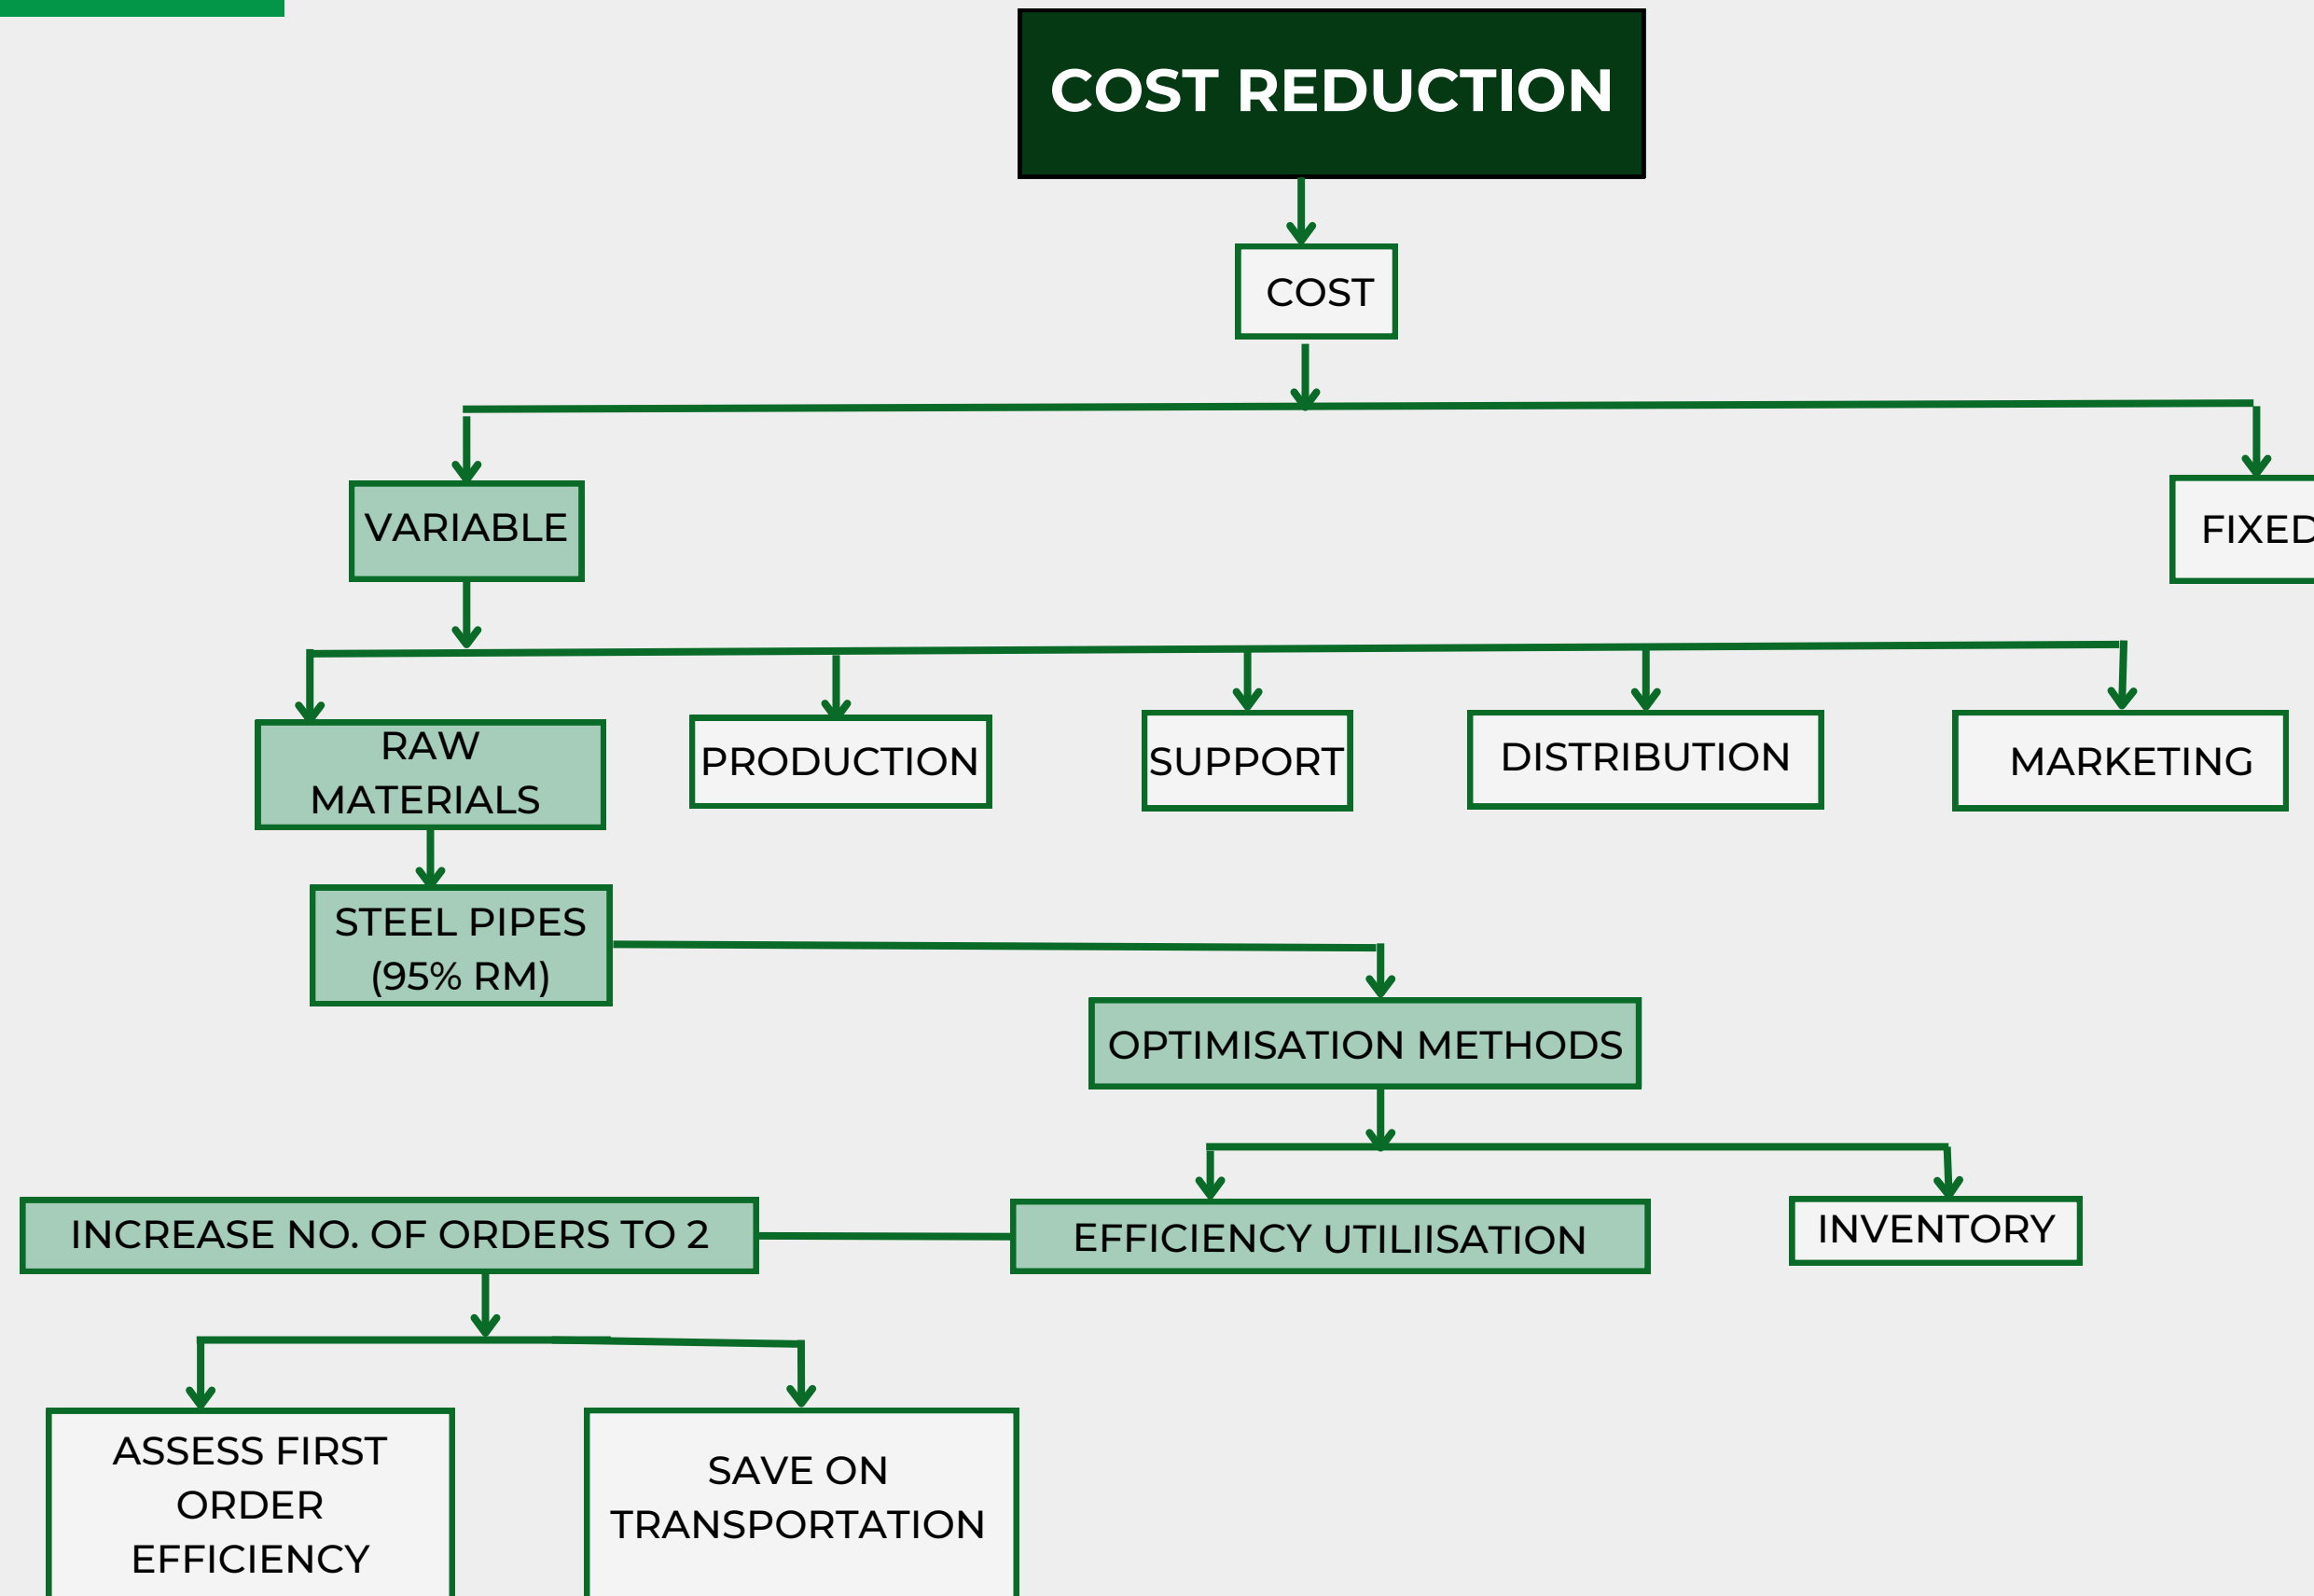 COST REDUCTION
COST
VARIABLE
FIXED
RAW
MATERIALS
PRODUCTION
SUPPORT
DISTRIBUTION
MARKETING
STEEL PIPES
(95% RM)
OPTIMISATION METHODS
INCREASE NO. OF ORDERS TO 2
EFFICIENCY UTILIISATION
INVENTORY
ASSESS FIRST
ORDER
EFFICIENCY
SAVE ON
TRANSPORTATION